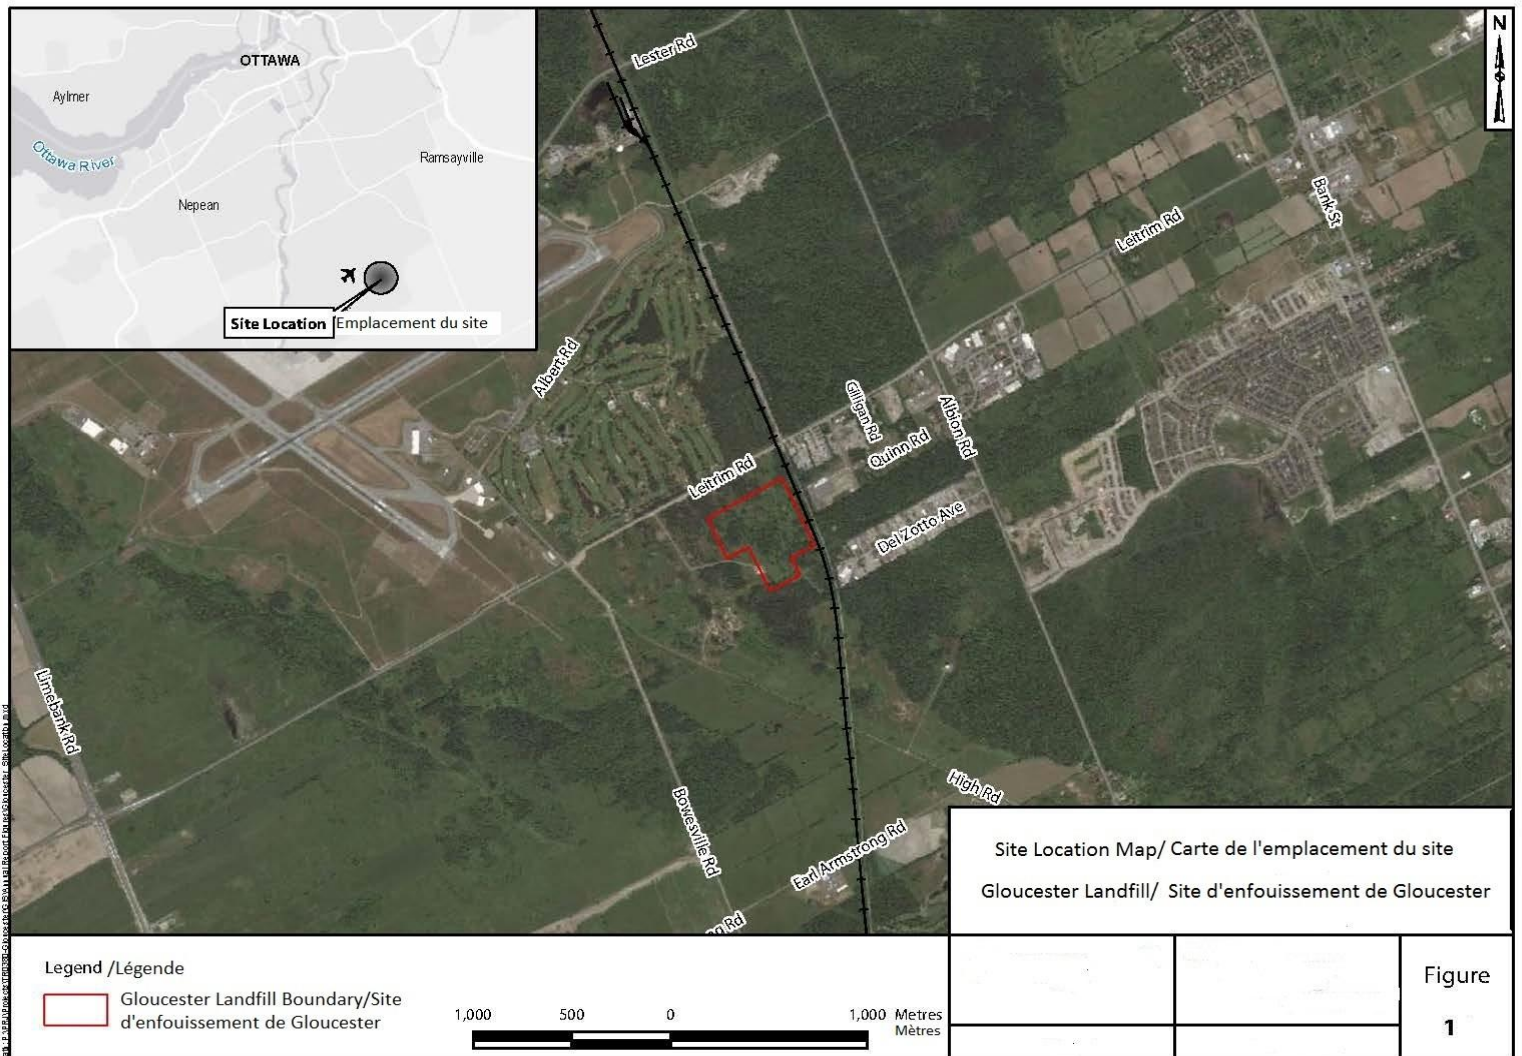 OTTAWA
Aylmer
Ottawa River
Ramsayville
Nepean
Site Location Emplacement du site
N
Lester Rd
Bank St
Leitrim Rd
Albert Rd
Gilligan Rd
Albion Rd
Quinn Rd
Leitrim Rd
Del Zotto Ave
Limebank Rd
Bowesville Rd
High Rd
Earl Armstrong Rd
Rd
Site Location Map/ Carte de l'emplacement du site
Gloucester Landfill/ Site d'enfouissement de Gloucester
Legend /Légende
Gloucester Landfill Boundary/Site
d'enfouissement de Gloucester
1,000 500 0 1,000 Metres
Mètres
Figure
1